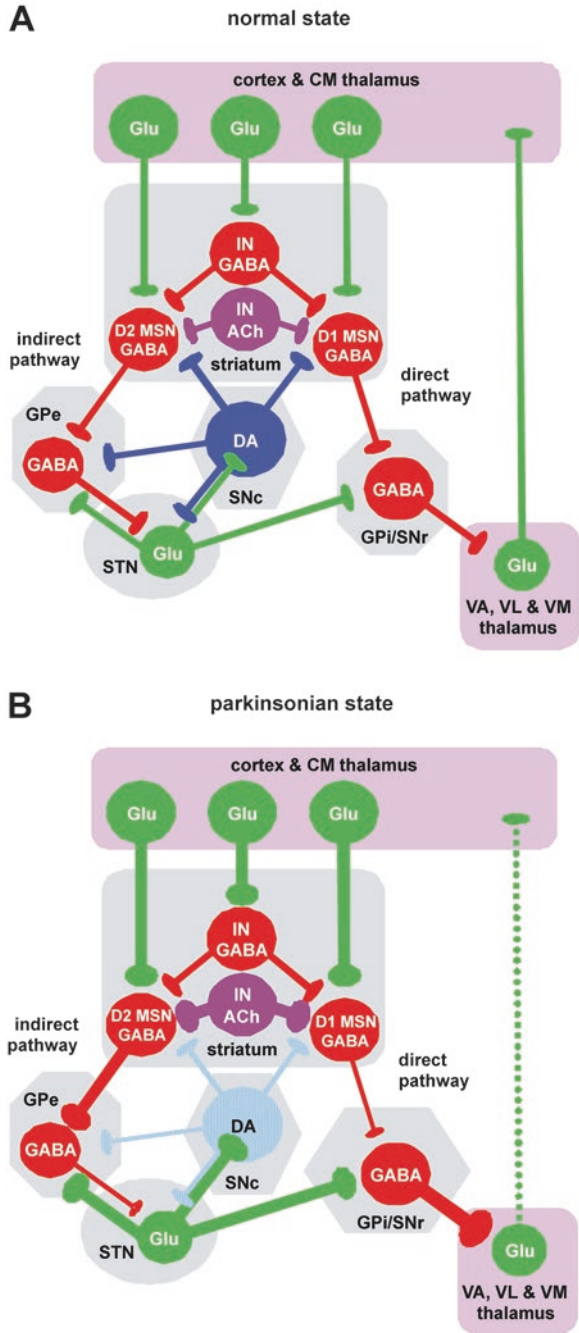 A
normal state
cortex & CM thalamus
Glu
Glu
Glu
IN
GABA
IN
ACh
D2 MSN
GABA
D1 MSN
GABA
striatum
indirect
pathway
direct
pathway
GPe
GABA
DA
SNc
GABA
GPi/SNr
STN
Glu
Glu
VA, VL & VM
thalamus
B
parkinsonian state
cortex & CM thalamus
Glu
Glu
Glu
IN
GABA
IN
ACh
D2 MSN
GABA
D1 MSN
GABA
striatum
indirect
pathway
direct
pathway
GPe
GABA
DA
SNc
GABA
GPi/SNr
STN
Glu
Glu
VA, VL & VM
thalamus